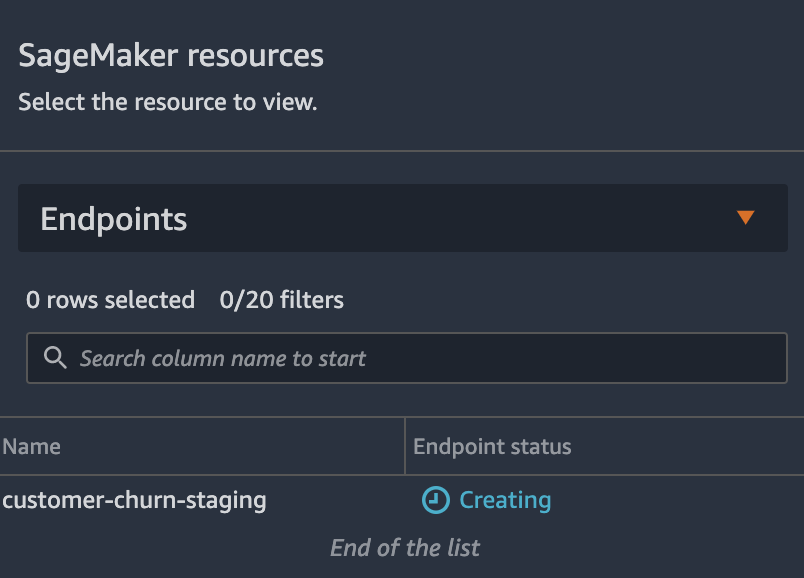 SageMaker resources
Select the resource to view.
Endpoints
0 rows selected 0/20 filters
Search column name to start
Name Endpoint status
customer-churn-staging Creating
End of the list